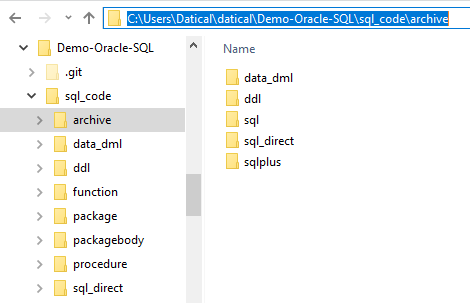 C:\Users\Datical\datical\Demo-Oracle-SQL\sql_code\archive
Demo-Oracle-SQL
.git
sql_code
archive
data_dml
ddl
function
package
packagebody
procedure
sql_direct
Name
data_dml
ddl
sql
sql_direct
sqlplus